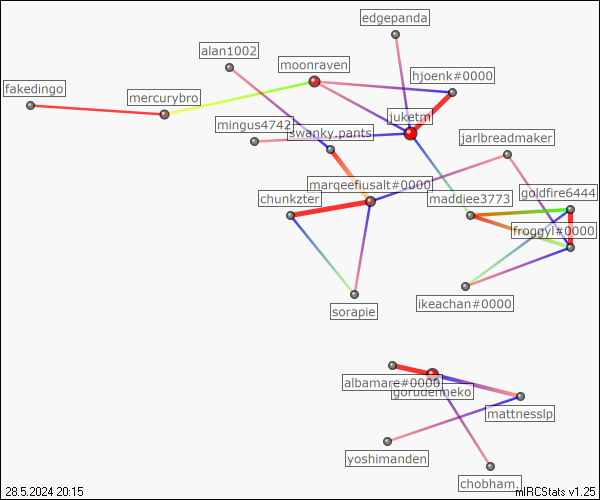 edgepanda
alan1002
moonraven
hjoenk#0000
fakedingo
mercurybro
juketm
mingus4742
swanky.pants
jarlbreadmaker
marqeefiusalt#0000
chunkzter
maddiee3773
goldfire6444
froggyl#0000
ikeachan#0000
sorapie
albamare#0000
mattnesslp
yoshimanden
chobham.
28.5.2024 20:15
mIRCStats v1.25